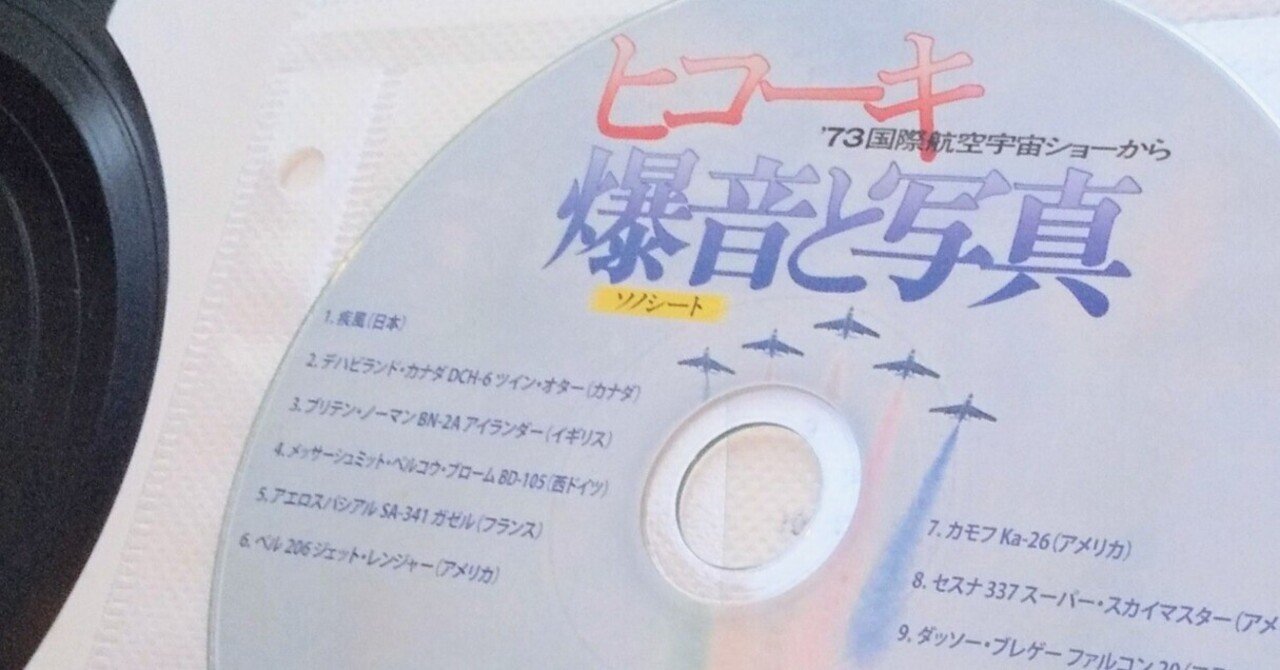 ヒコーキ
'73国際航空宇宙ショーから
爆音と写真
ソノシート
1. 疾風(日本)
2. デハビランド・カナダ DCH-6 ツイン・オター(カナダ)
3. ブリテン・ノーマン BN-2A アイランダー(イギリス)
4. メッサーシュミット・ベルコウ・ブローム BD-105(西ドイツ)
5. アエロスパシアル SA-341 ガゼル(フランス)
6. ベル 206 ジェット・レンジャー(アメリカ)
7. カモフ Ka-26(アメリカ)
8. セスナ 337 スーパー・スカイマスター(アメ
9. ダッソー・ブレゲー ファルコン 20